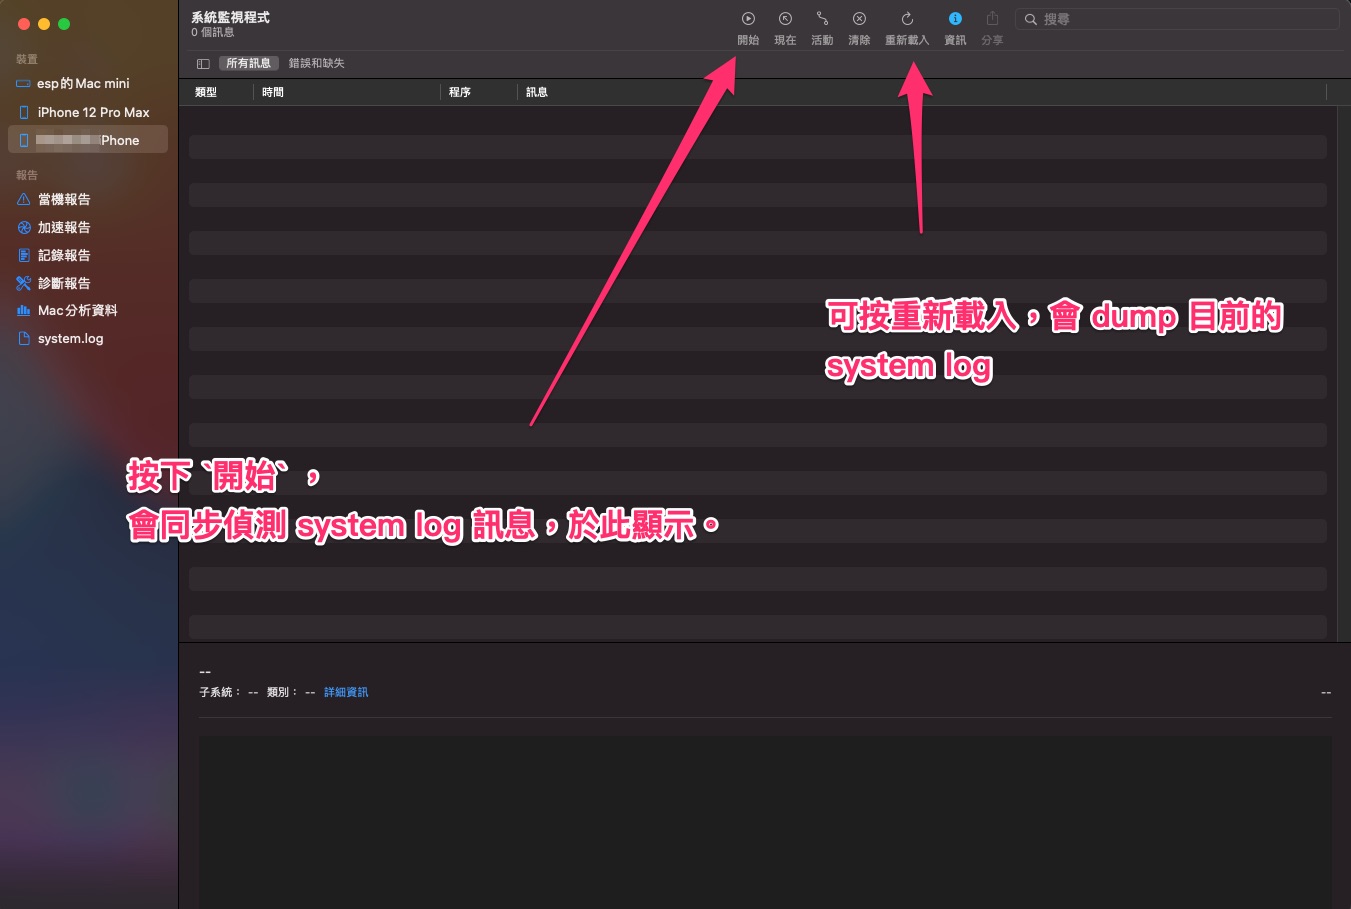 系統監視程式
0 個訊息
開始
現在
活動
清除
重新載入
資訊
分享
搜尋
所有訊息
錯誤和缺失
裝置
esp的Mac mini
iPhone 12 Pro Max
iPhone
報告
當機報告
加速報告
記錄報告
診斷報告
Mac分析資料
system.log
類型
時間
程序
訊息
可按重新載入，會 dump 目前的
system log
按下 `開始` ，
會同步偵測 system log 訊息，於此顯示。
--
子系統： -- 類別： -- 詳細資訊
--